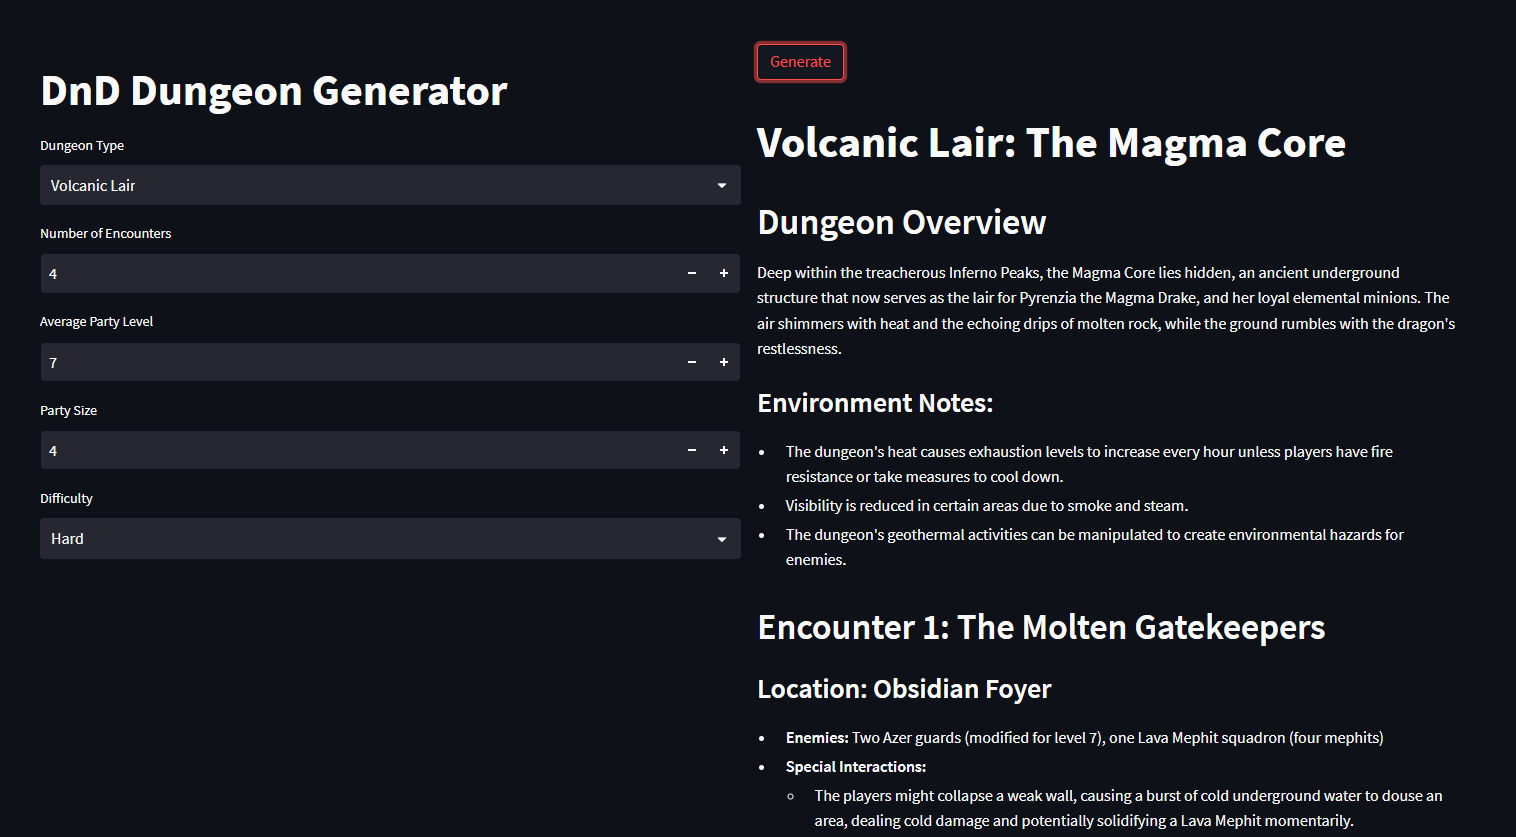 DnD Dungeon Generator
Dungeon Type
Volcanic Lair
Number of Encounters
4
Average Party Level
7
Party Size
4
Difficulty
Hard
Generate
Volcanic Lair: The Magma Core
Dungeon Overview
Deep within the treacherous Inferno Peaks, the Magma Core lies hidden, an ancient underground
structure that now serves as the lair for Pyrenzia the Magma Drake, and her loyal elemental minions. The
air shimmers with heat and the echoing drips of molten rock, while the ground rumbles with the dragon's
restlessness.
Environment Notes:
• The dungeon's heat causes exhaustion levels to increase every hour unless players have fire
resistance or take measures to cool down.
• Visibility is reduced in certain areas due to smoke and steam.
• The dungeon's geothermal activities can be manipulated to create environmental hazards for
enemies.
Encounter 1: The Molten Gatekeepers
Location: Obsidian Foyer
• Enemies: Two Azer guards (modified for level 7), one Lava Mephit squadron (four mephits)
• Special Interactions:
○ The players might collapse a weak wall, causing a burst of cold underground water to douse an
area, dealing cold damage and potentially solidifying a Lava Mephit momentarily.